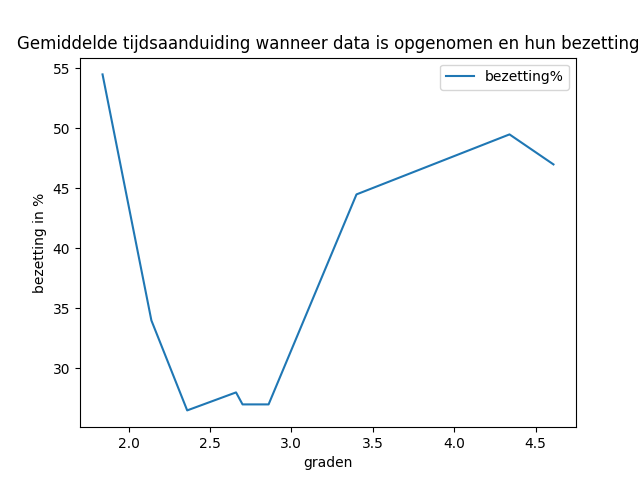 Gemiddelde tijdsaanduiding wanneer data is opgenomen en hun bezetting
bezetting%
55
50
45
40
35
30
bezetting in %
2.0 2.5 3.0 3.5 4.0 4.5
graden